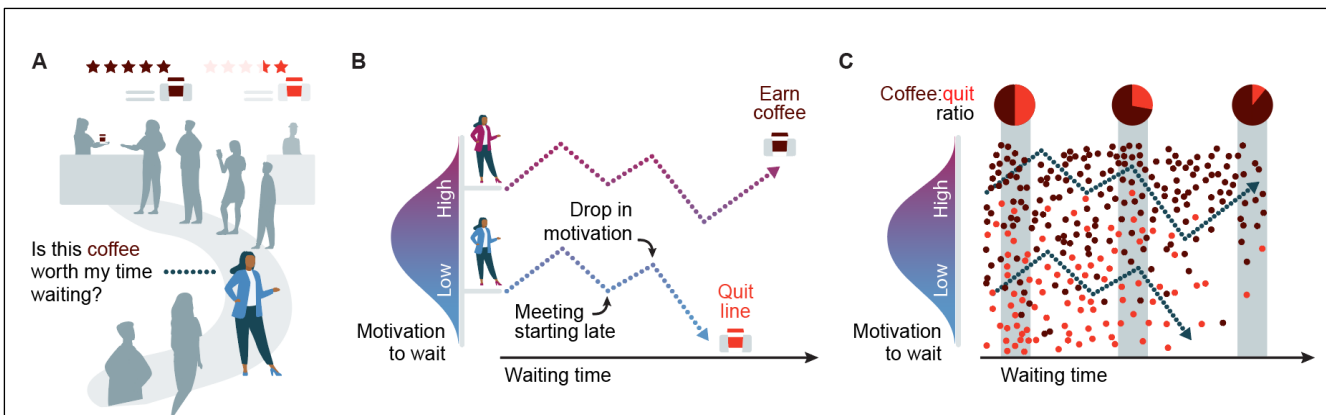 A
Is this coffee
worth my time
waiting?
B
High
Low
Motivation
to wait
Earn
coffee
Drop in
motivation
Meeting
starting late
Quit
line
Waiting time
C
Coffee:quit
ratio
High
Low
Motivation
to wait
Waiting time